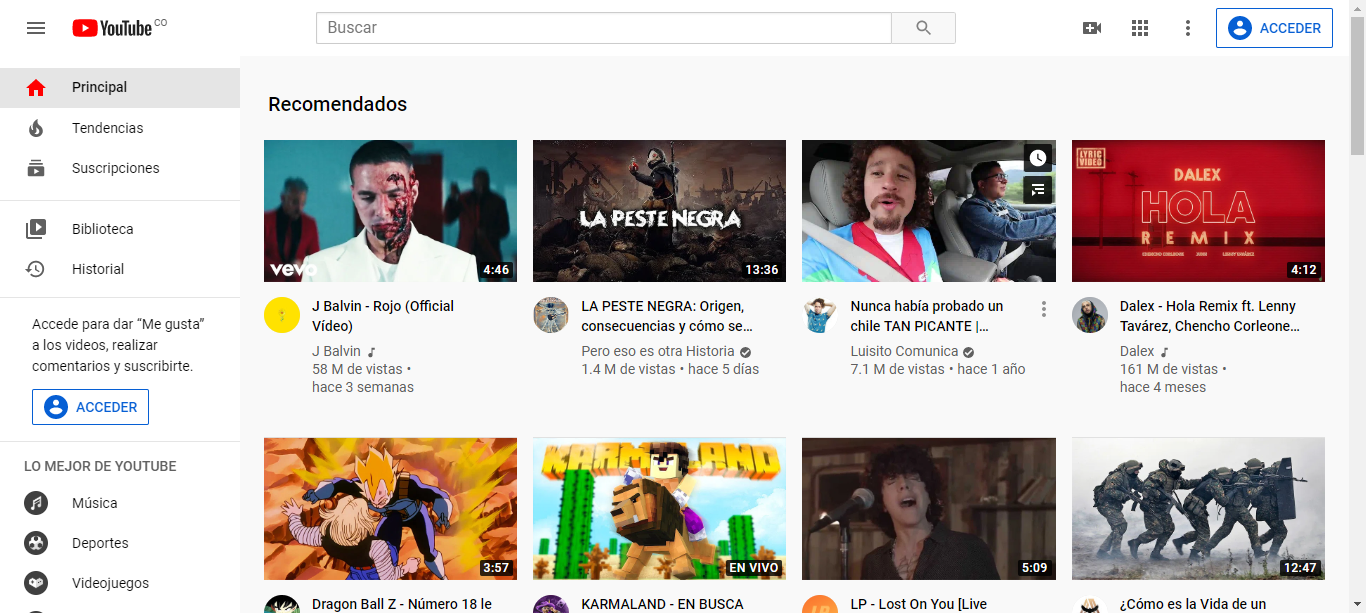 YouTube CO
Buscar
ACCEDER
Principal
Tendencias
Suscripciones
Biblioteca
Historial
Accede para dar “Me gusta”
a los videos, realizar
comentarios y suscribirte.
ACCEDER
LO MEJOR DE YOUTUBE
Música
Deportes
Videojuegos
Recomendados
vevo
4:46
J Balvin - Rojo (Official
Vídeo)
J Balvin
58 M de vistas •
hace 3 semanas
LA PESTE NEGRA
13:36
LA PESTE NEGRA: Origen,
consecuencias y cómo se…
Pero eso es otra Historia
1.4 M de vistas • hace 5 días
Nunca había probado un
chile TAN PICANTE |…
Luisito Comunica
7.1 M de vistas • hace 1 año
LYRIC
VIDEO
DALEX
HOLA
REMIX
CHENCHO CORLEONE
LENNY TAVÁREZ
4:12
Dalex - Hola Remix ft. Lenny
Tavárez, Chencho Corleone…
Dalex
161 M de vistas •
hace 4 meses
3:57
Dragon Ball Z - Número 18 le
KARMALAND
EN VIVO
KARMALAND - EN BUSCA
5:09
LP
LP - Lost On You [Live
12:47
¿Cómo es la Vida de un